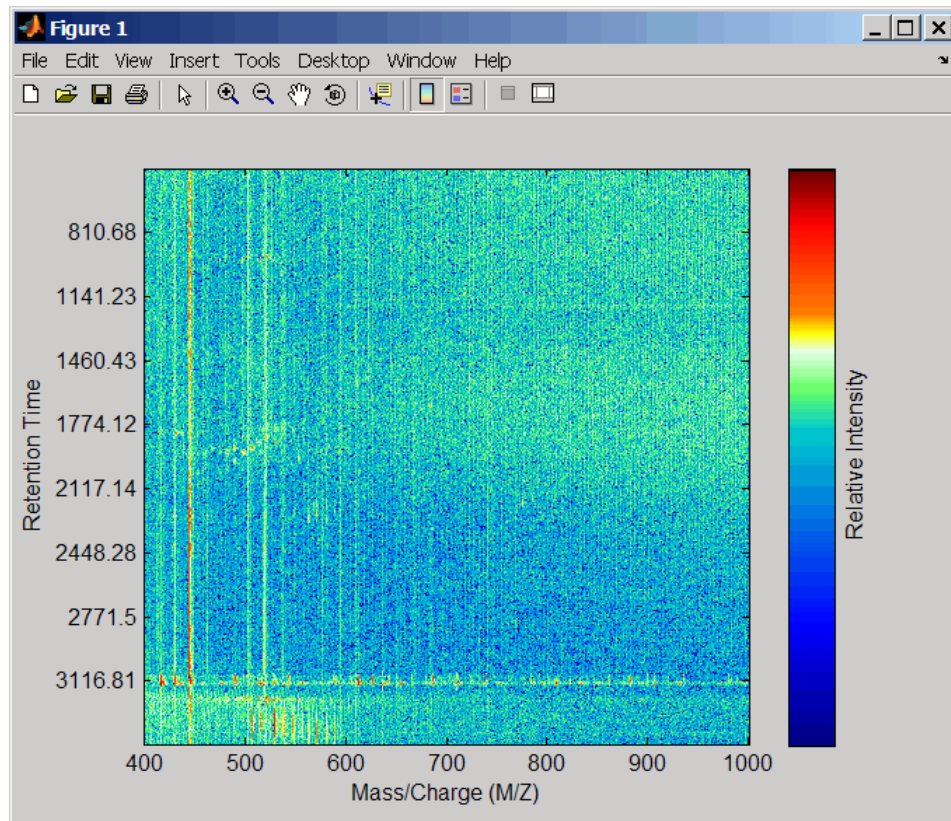 Figure 1
File Edit View Insert Tools Desktop Window Help
810.68
1141.23
1460.43
1774.12
2117.14
2448.28
2771.5
3116.81
Retention Time
400 500 600 700 800 900 1000
Mass/Charge (M/Z)
Relative Intensity